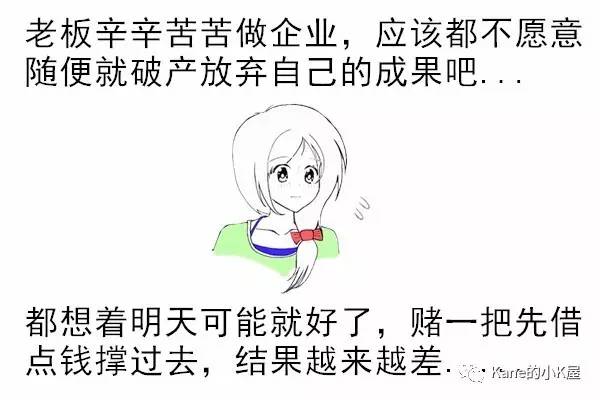 老板辛辛苦苦做企业，应该都不愿意
随便就破产放弃自己的成果吧...
都想着明天可能就好了，赌一把先借
点钱撑过去，结果越来越差...
Karre的小K屋